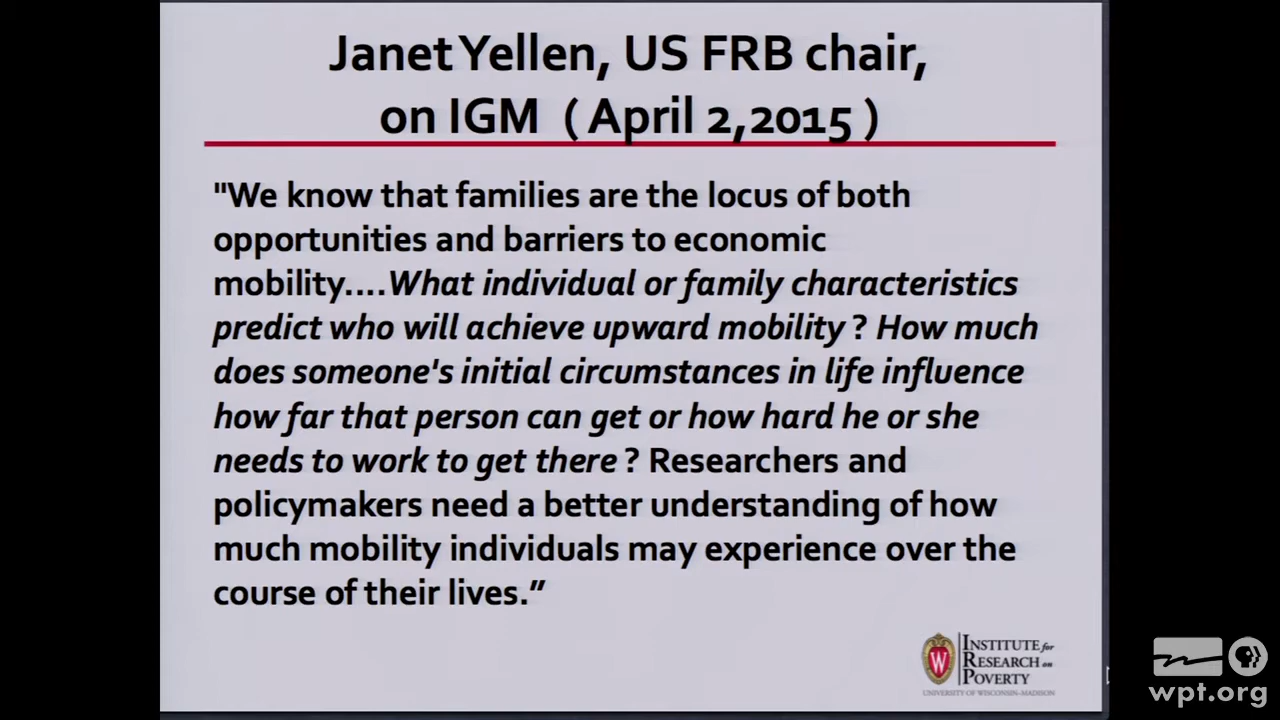 Janet Yellen, US FRB chair,
on IGM ( April 2,2015 )
"We know that families are the locus of both
opportunities and barriers to economic
mobility....What individual or family characteristics
predict who will achieve upward mobility ? How much
does someone's initial circumstances in life influence
how far that person can get or how hard he or she
needs to work to get there ? Researchers and
policymakers need a better understanding of how
much mobility individuals may experience over the
course of their lives.”
W
INSTITUTE for
RESEARCH on
POVERTY
UNIVERSITY OF WISCONSIN–MADISON
wpt.org